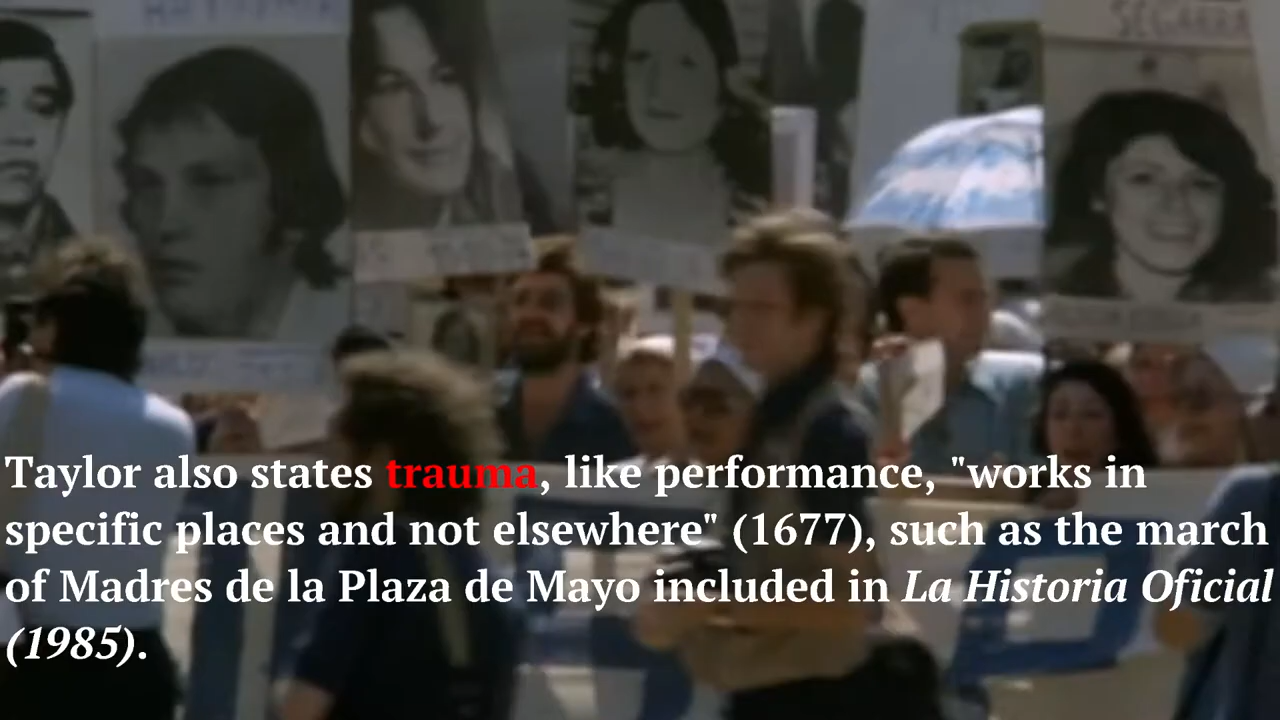 SEGARRA
Taylor also states trauma, like performance, "works in
specific places and not elsewhere" (1677), such as the march
of Madres de la Plaza de Mayo included in La Historia Oficial
(1985).